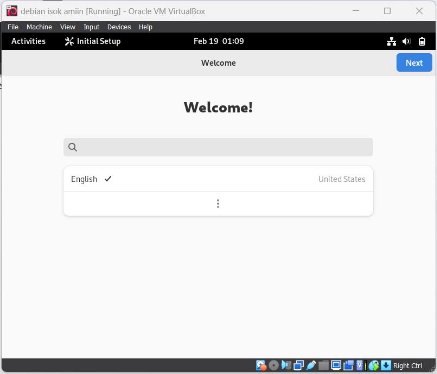 debian isok amiin [Running] - Oracle VM VirtualBox
File Machine View Input Devices Help
Activities Initial Setup Feb 19 01:09
Welcome Next
Welcome!
English United States
Right Ctrl